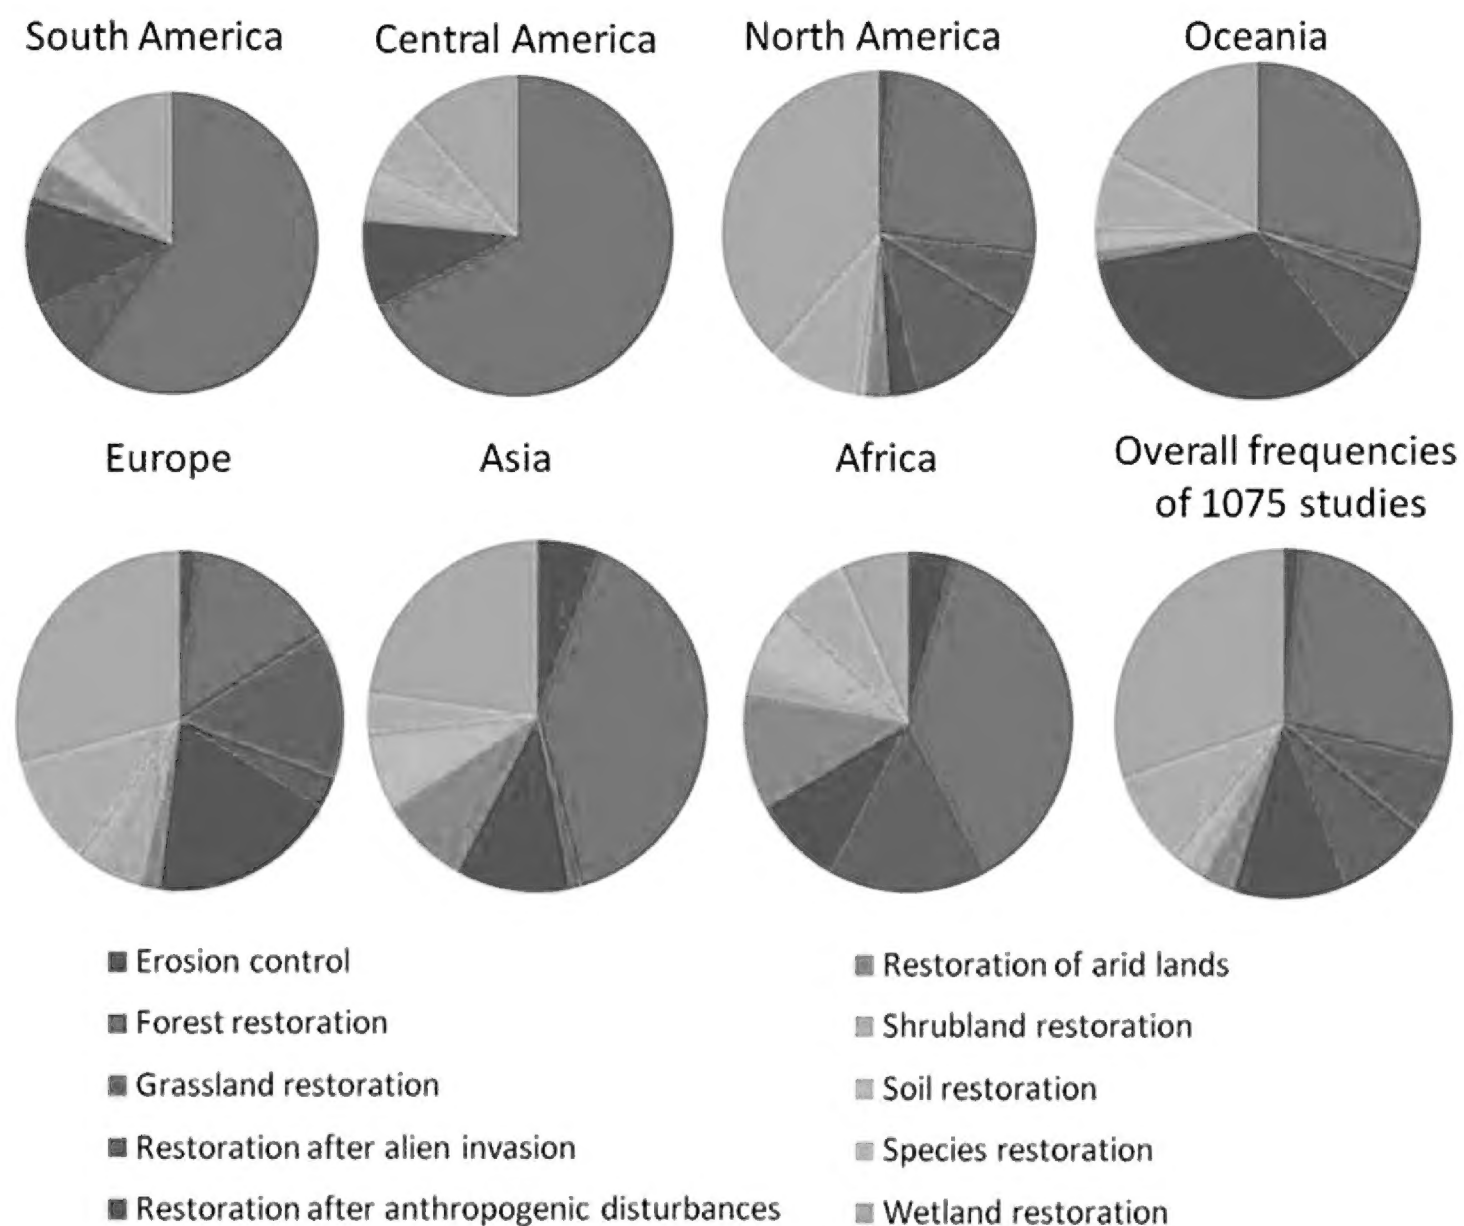 South America
Central America
North America
Oceania
Europe
Asia
Africa
Overall frequencies
of 1075 studies
Erosion control
Forest restoration
Grassland restoration
Restoration after alien invasion
Restoration after anthropogenic disturbances
Restoration of arid lands
Shrubland restoration
Soil restoration
Species restoration
Wetland restoration